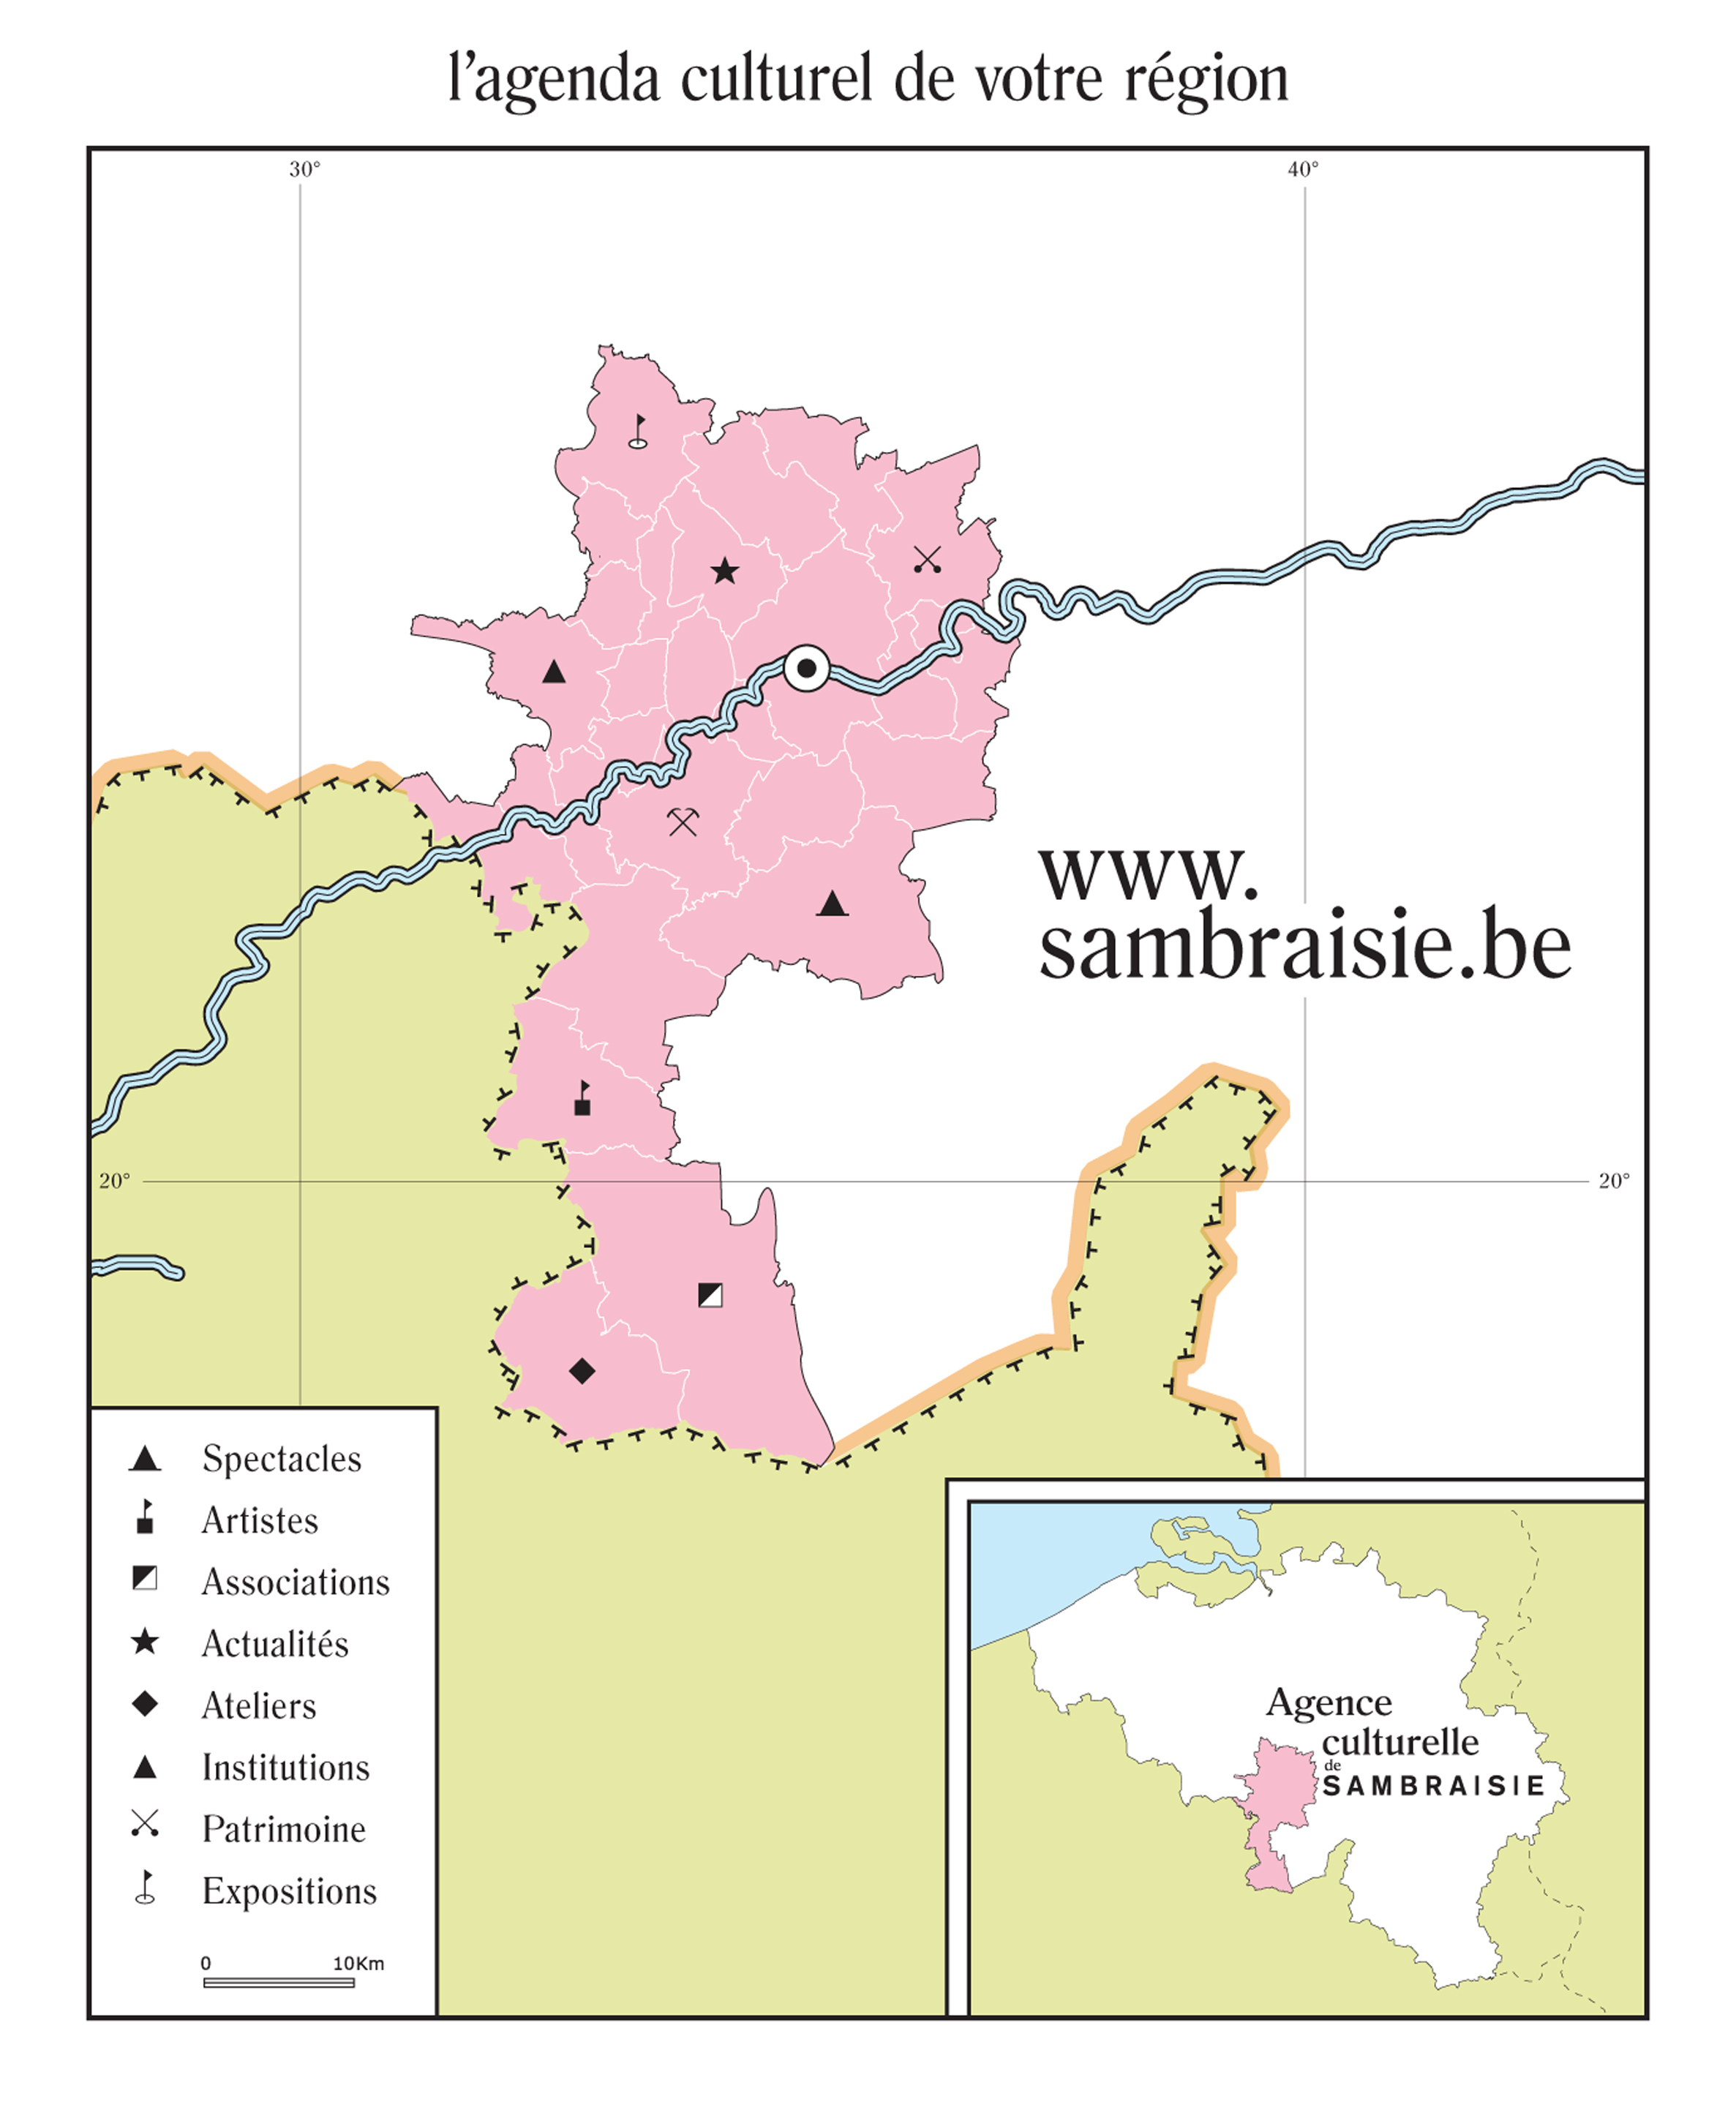 l’agenda culturel de votre région
30°
40°
www.
sambraisie.be
20°
20°
Spectacles
Artistes
Associations
Actualités
Ateliers
Institutions
Patrimoine
Expositions
0 10Km
Agence
culturelle
de
SAMBRAISIE